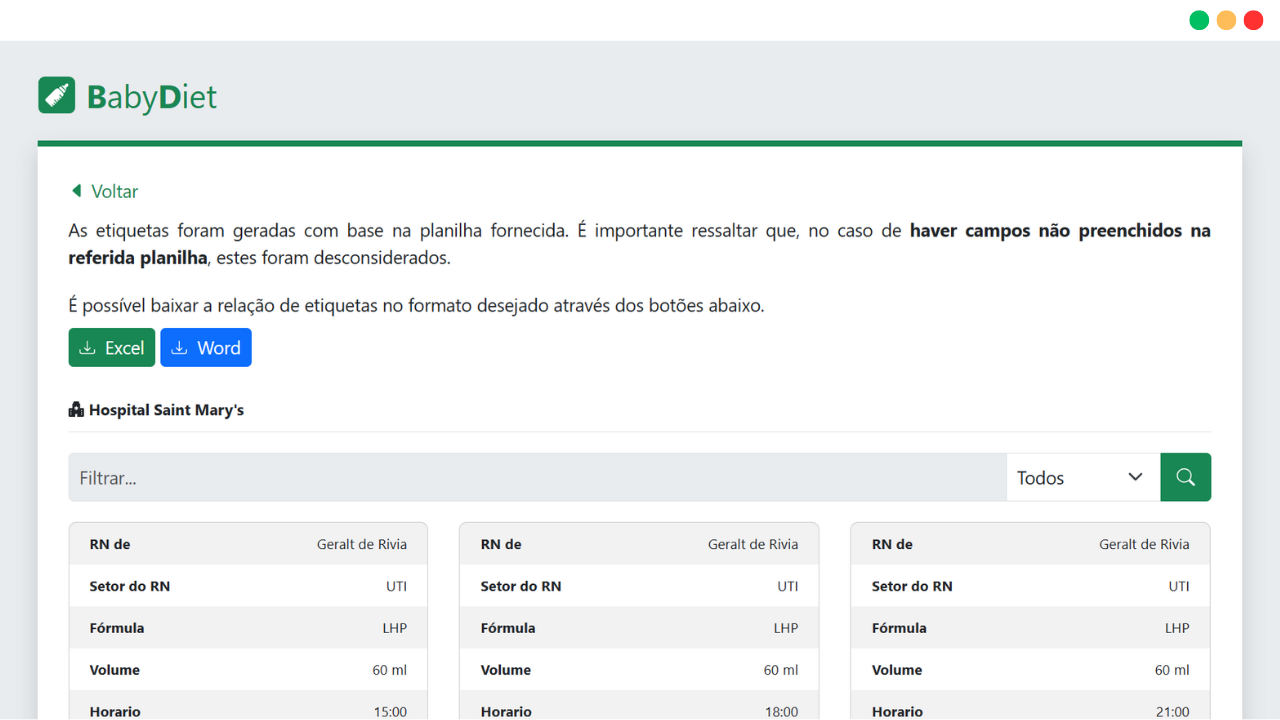 BabyDiet
Voltar
As etiquetas foram geradas com base na planilha fornecida. É importante ressaltar que, no caso de haver campos não preenchidos na
referida planilha, estes foram desconsiderados.
É possível baixar a relação de etiquetas no formato desejado através dos botões abaixo.
Excel Word
Hospital Saint Mary's
Filtrar... Todos
RN de Geralt de Rivia RN de Geralt de Rivia RN de Geralt de Rivia
Setor do RN UTI Setor do RN UTI Setor do RN UTI
Fórmula LHP Fórmula LHP Fórmula LHP
Volume 60 ml Volume 60 ml Volume 60 ml
Horario 15:00 Horario 18:00 Horario 21:00